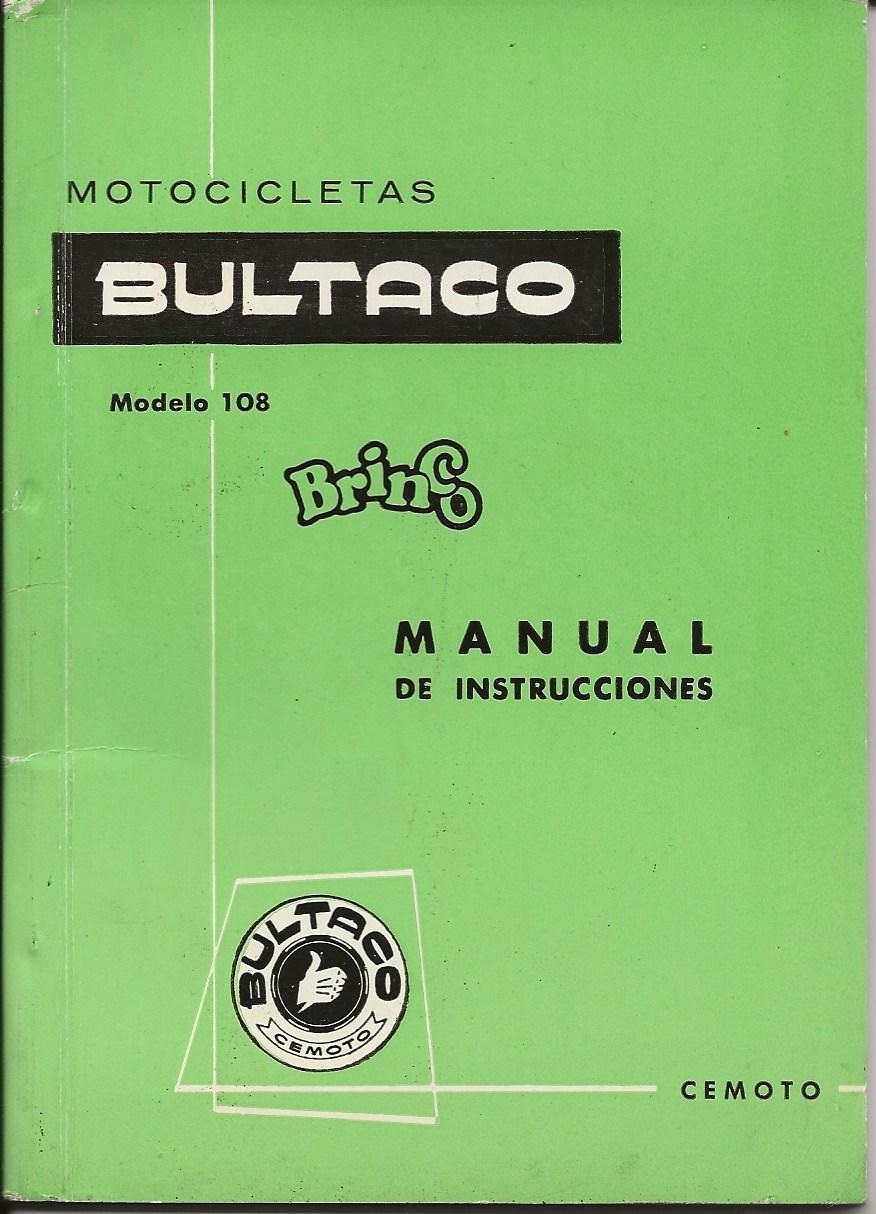 MOTOCICLETAS
BULTACO
Modelo 108
Brinco
MANUAL
DE INSTRUCCIONES
BULTACO
CEMOTO
CEMOTO